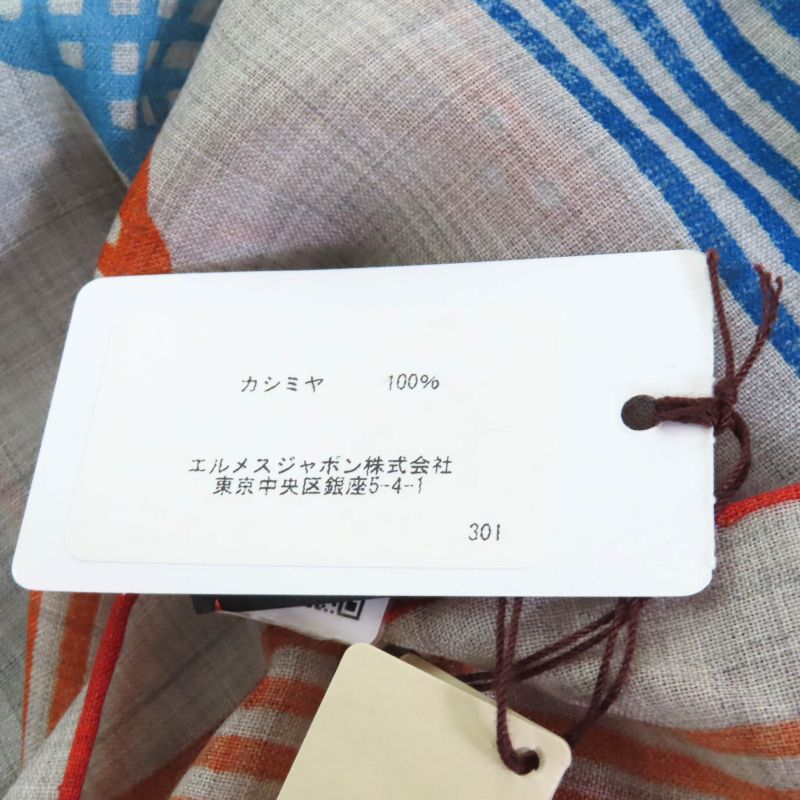 カシミヤ 100%
エルメスジャポン株式会社
東京中央区銀座5-4-1
301